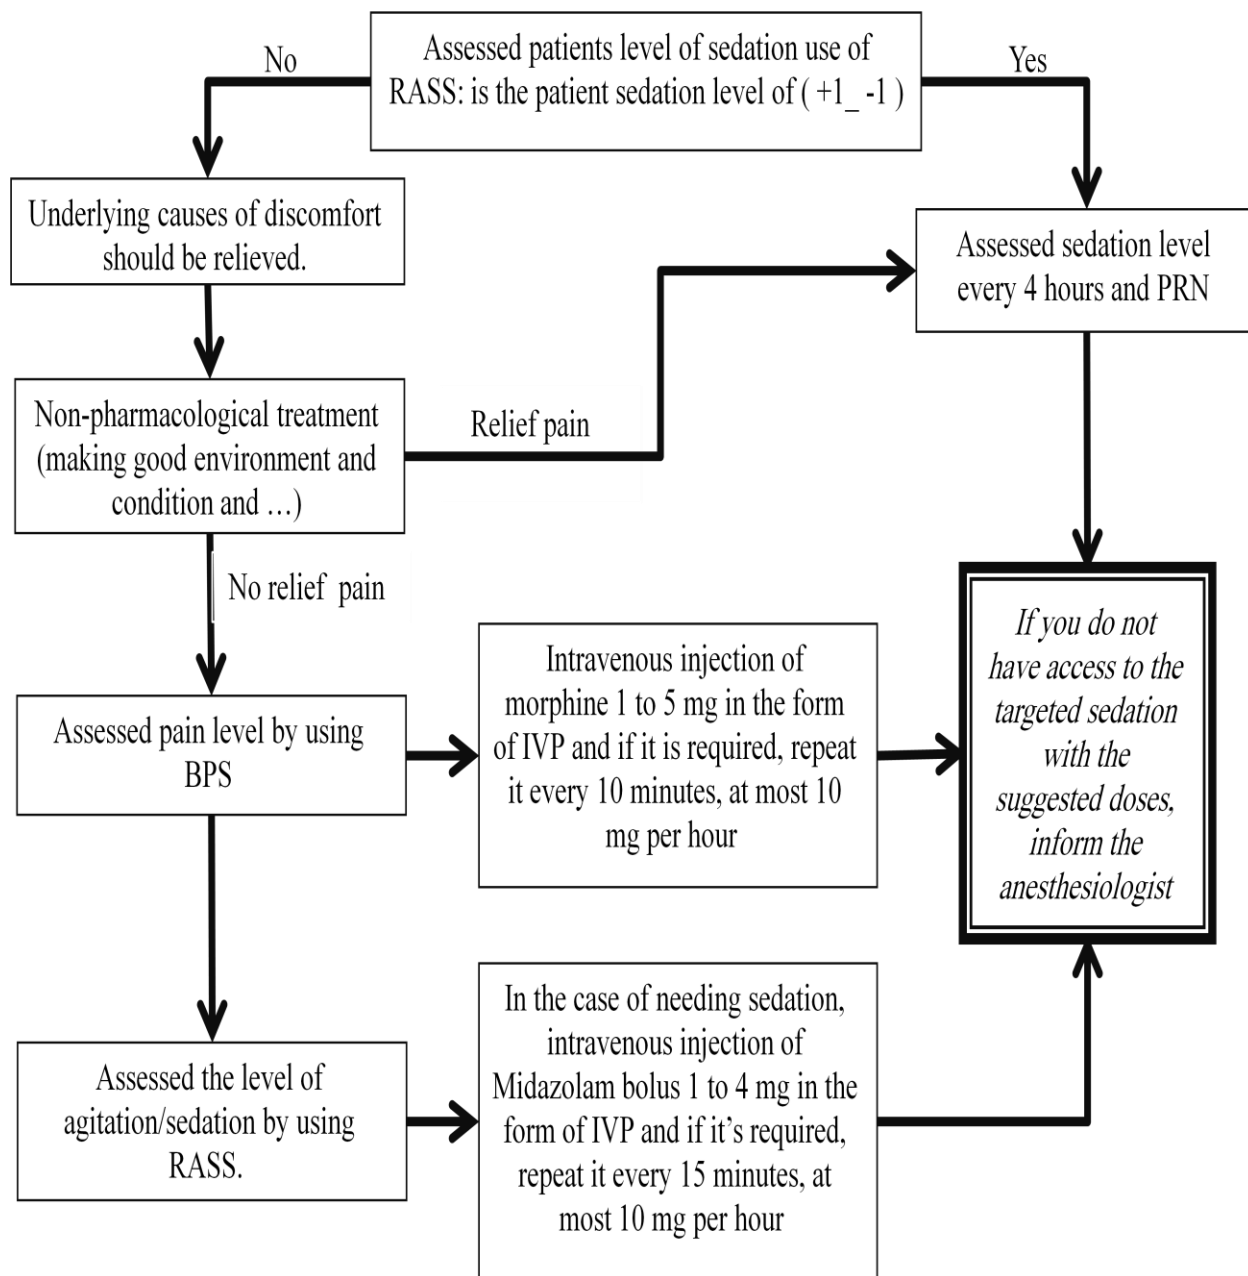 Assessed patients level of sedation use of
RASS: is the patient sedation level of ( +1_ -1 )
No
Yes
Underlying causes of discomfort
should be relieved.
Assessed sedation level
every 4 hours and PRN
Non-pharmacological treatment
(making good environment and
condition and …)
Relief pain
No relief pain
Assessed pain level by using
BPS
Intravenous injection of
morphine 1 to 5 mg in the form
of IVP and if it is required, repeat
it every 10 minutes, at most 10
mg per hour
If you do not
have access to the
targeted sedation
with the
suggested doses,
inform the
anesthesiologist
Assessed the level of
agitation/sedation by using
RASS.
In the case of needing sedation,
intravenous injection of
Midazolam bolus 1 to 4 mg in the
form of IVP and if it’s required,
repeat it every 15 minutes, at
most 10 mg per hour